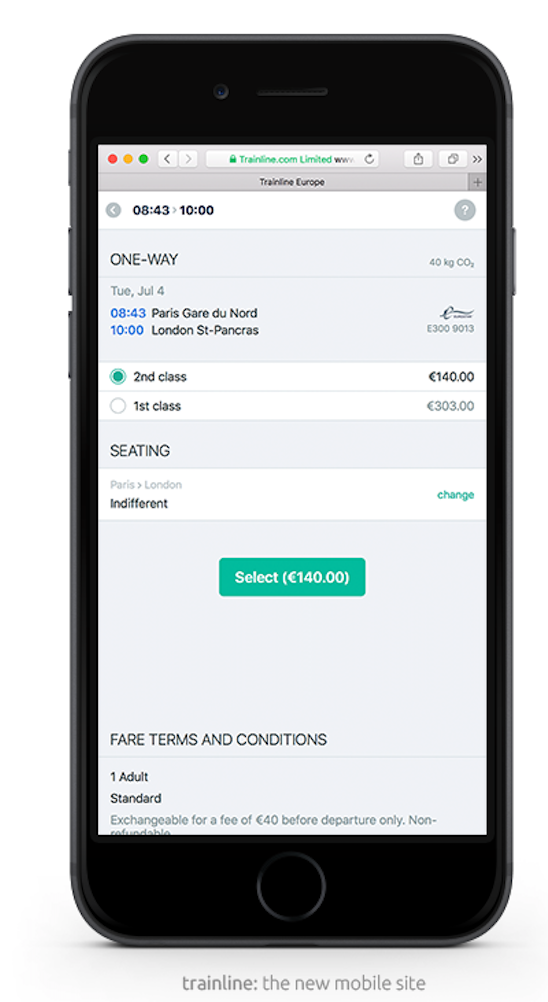 Trainline.com Limited www.
Trainline Europe
08:43 › 10:00 ?
ONE-WAY 40 kg CO₂
Tue, Jul 4
08:43 Paris Gare du Nord
10:00 London St-Pancras E300 9013
2nd class €140.00
1st class €303.00
SEATING
Paris › London
Indifferent change
Select (€140.00)
FARE TERMS AND CONDITIONS
1 Adult
Standard
Exchangeable for a fee of €40 before departure only. Non-
refundable
trainline: the new mobile site